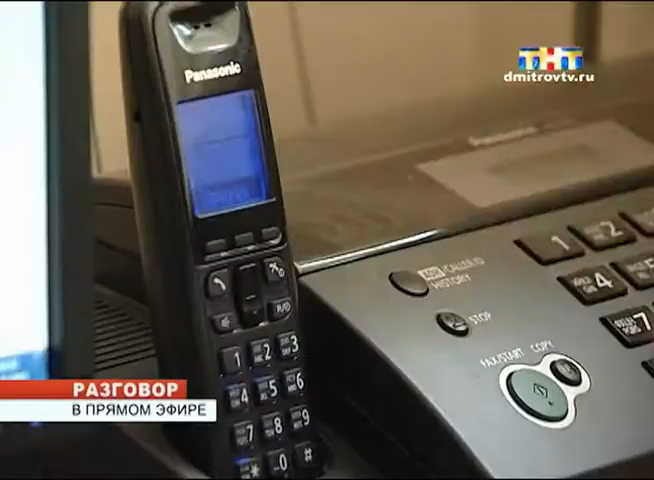 ТНТ
dmitrovtv.ru
Panasonic
CALLER ID
HISTORY
STOP
FAX/START COPY
1 2
4 5
7
1 2 3
4 5 6
7 8 9
* 0 #
РАЗГОВОР
В ПРЯМОМ ЭФИРЕ